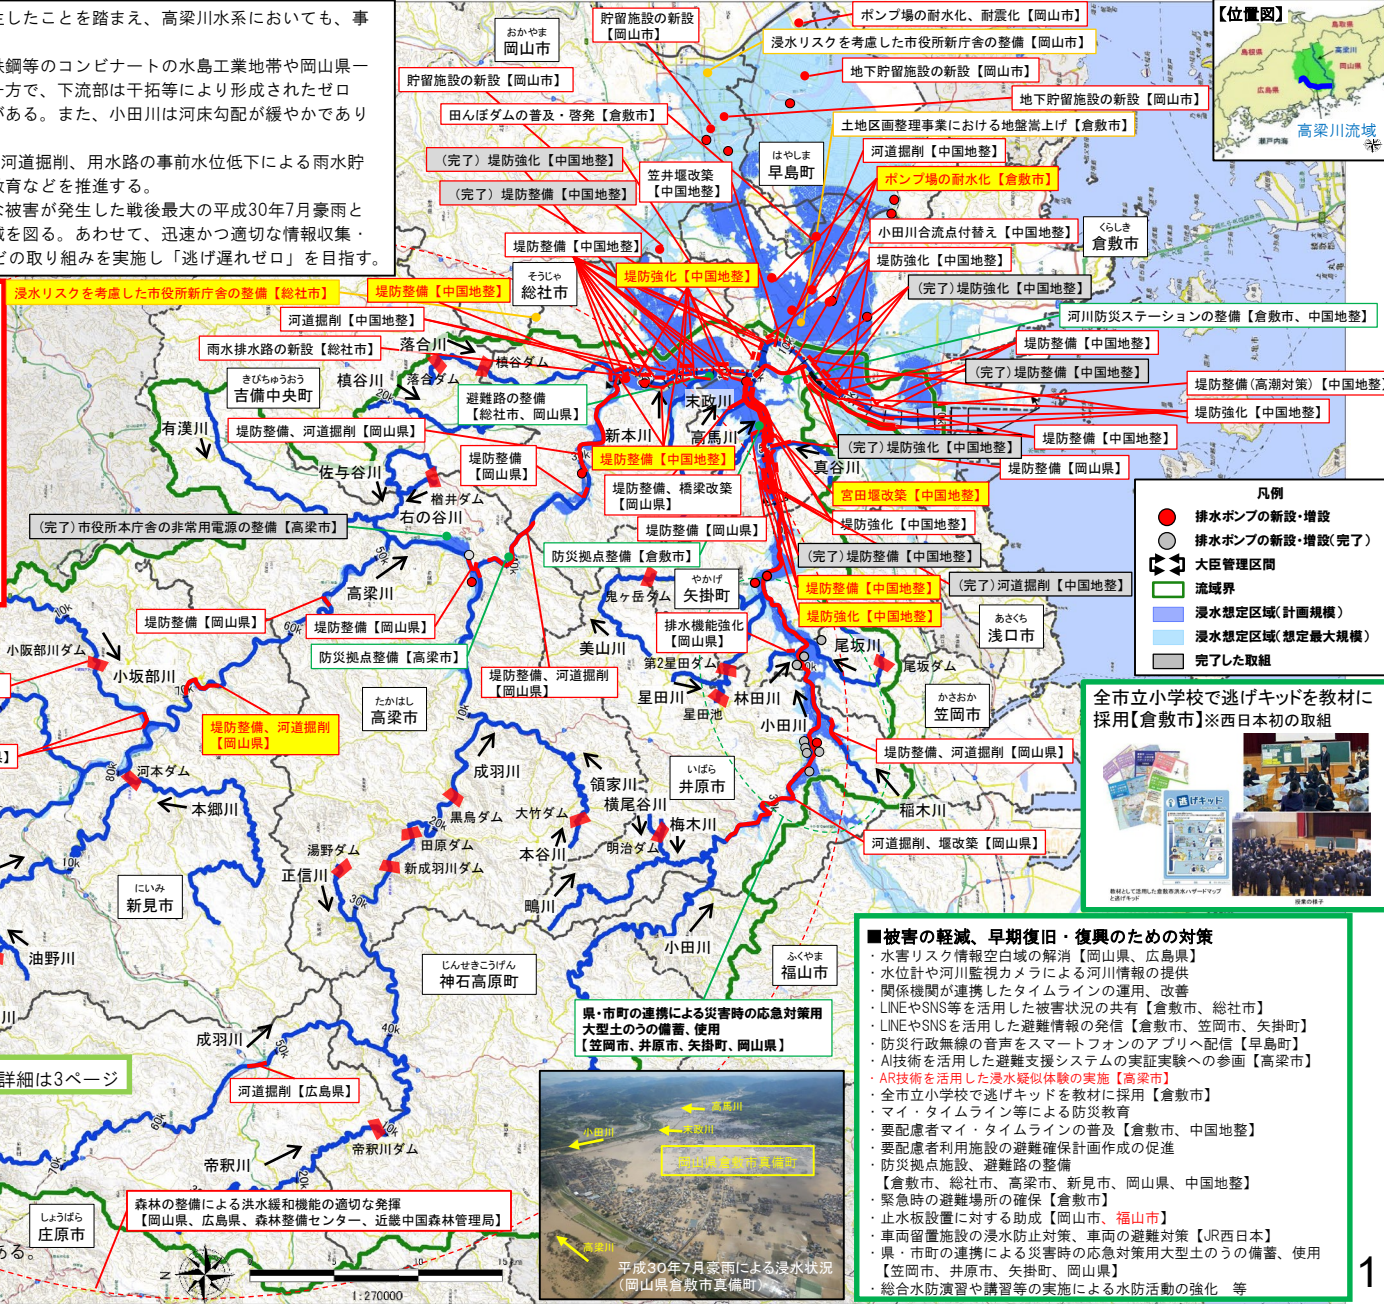 生したことを踏まえ、高梁川水系においても、事
鉄鋼等のコンビナートの水島工業地帯や岡山県一
一方で、下流部は干拓等により形成されたゼロ
がある。また、小田川は河床勾配が緩やかであり
河道掘削、用水路の事前水位低下による雨水貯
教育などを推進する。
な被害が発生した戦後最大の平成30年7月豪雨と
減を図る。あわせて、迅速かつ適切な情報収集・
どの取り組みを実施し「逃げ遅れゼロ」を目指す。
おかやま
岡山市
貯留施設の新設
【岡山市】
ポンプ場の耐水化、耐震化【岡山市】
浸水リスクを考慮した市役所新庁舎の整備【岡山市】
貯留施設の新設【岡山市】
地下貯留施設の新設【岡山市】
地下貯留施設の新設【岡山市】
田んぼダムの普及・啓発【倉敷市】
土地区画整理事業における地盤嵩上げ【倉敷市】
(完了)堤防強化【中国地整】
(完了)堤防整備【中国地整】
笠井堰改築
【中国地整】
はやしま
早島町
河道掘削【中国地整】
ポンプ場の耐水化【倉敷市】
小田川合流点付替え【中国地整】
くらしき
倉敷市
堤防整備【中国地整】
堤防強化【中国地整】
堤防強化【中国地整】
(完了)堤防強化【中国地整】
そうじゃ
総社市
浸水リスクを考慮した市役所新庁舎の整備【総社市】
堤防整備【中国地整】
河道掘削【中国地整】
雨水排水路の新設【総社市】
河川防災ステーションの整備【倉敷市、中国地整】
堤防整備【中国地整】
(完了)堤防整備【中国地整】
堤防整備(高潮対策)【中国地整】
堤防強化【中国地整】
堤防整備【中国地整】
(完了)堤防強化【中国地整】
堤防整備【岡山県】
落合川
槙谷ダム
落合ダム
槙谷川
きびちゅうおう
吉備中央町
避難路の整備
【総社市、岡山県】
有漢川
堤防整備、河道掘削【岡山県】
末政川
高馬川
新本川
真谷川
堤防整備
【岡山県】
堤防整備【中国地整】
堤防整備、橋梁改築
【岡山県】
宮田堰改築【中国地整】
堤防強化【中国地整】
佐与谷川
楢井ダム
右の谷川
(完了)市役所本庁舎の非常用電源の整備【高梁市】
堤防整備【岡山県】
防災拠点整備【倉敷市】
(完了)堤防整備【中国地整】
(完了)河道掘削【中国地整】
堤防整備【中国地整】
堤防強化【中国地整】
やかげ
矢掛町
鬼ヶ岳ダム
高梁川
美山川
堤防整備【岡山県】
堤防整備【岡山県】
排水機能強化
【岡山県】
防災拠点整備【高梁市】
堤防整備、河道掘削
【岡山県】
小阪部川ダム
小坂部川
第2星田ダム
星田川
星田池
林田川
尾坂川
尾坂ダム
あさくち
浅口市
かさおか
笠岡市
小田川
たかはし
高梁市
堤防整備、河道掘削
【岡山県】
堤防整備、河道掘削【岡山県】
河本ダム
本郷川
成羽川
領家川
横尾谷川
いばら
井原市
稲木川
黒鳥ダム
大竹ダム
梅木川
明治ダム
田原ダム
本谷川
湯野ダム
新成羽川ダム
正信川
鴫川
小田川
河道掘削、堰改築【岡山県】
にいみ
新見市
油野川
じんせきこうげん
神石高原町
ふくやま
福山市
県・市町の連携による災害時の応急対策用
大型土のうの備蓄、使用
【笠岡市、井原市、矢掛町、岡山県】
成羽川
詳細は3ページ
河道掘削【広島県】
帝釈川
帝釈川ダム
森林の整備による洪水緩和機能の適切な発揮
【岡山県、広島県、森林整備センター、近畿中国森林管理局】
しょうばら
庄原市
ある。
N
0 5 10 15 km
1:270000
高馬川
小田川
末政川
岡山県倉敷市真備町
高梁川
平成30年7月豪雨による浸水状況
(岡山県倉敷市真備町)
【位置図】
鳥取県
島根県
高梁川
岡山県
広島県
瀬戸内海
高梁川流域
凡例
排水ポンプの新設・増設
排水ポンプの新設・増設(完了)
大臣管理区間
流域界
浸水想定区域(計画規模)
浸水想定区域(想定最大規模)
完了した取組
全市立小学校で逃げキッドを教材に
採用【倉敷市】※西日本初の取組
逃げキッド
教材として活用した倉敷市洪水ハザードマップ
と逃げキッド
授業の様子
■被害の軽減、早期復旧・復興のための対策
・水害リスク情報空白域の解消【岡山県、広島県】
・水位計や河川監視カメラによる河川情報の提供
・関係機関が連携したタイムラインの運用、改善
・LINEやSNS等を活用した被害状況の共有【倉敷市、総社市】
・LINEやSNSを活用した避難情報の発信【倉敷市、笠岡市、矢掛町】
・防災行政無線の音声をスマートフォンのアプリへ配信【早島町】
・AI技術を活用した避難支援システムの実証実験への参画【高梁市】
・AR技術を活用した浸水疑似体験の実施【高梁市】
・全市立小学校で逃げキッドを教材に採用【倉敷市】
・マイ・タイムライン等による防災教育
・要配慮者マイ・タイムラインの普及【倉敷市、中国地整】
・要配慮者利用施設の避難確保計画作成の促進
・防災拠点施設、避難路の整備
【倉敷市、総社市、高梁市、新見市、岡山県、中国地整】
・緊急時の避難場所の確保【倉敷市】
・止水板設置に対する助成【岡山市、福山市】
・車両留置施設の浸水防止対策、車両の避難対策【JR西日本】
・県・市町の連携による災害時の応急対策用大型土のうの備蓄、使用
【笠岡市、井原市、矢掛町、岡山県】
・総合水防演習や講習等の実施による水防活動の強化 等
1